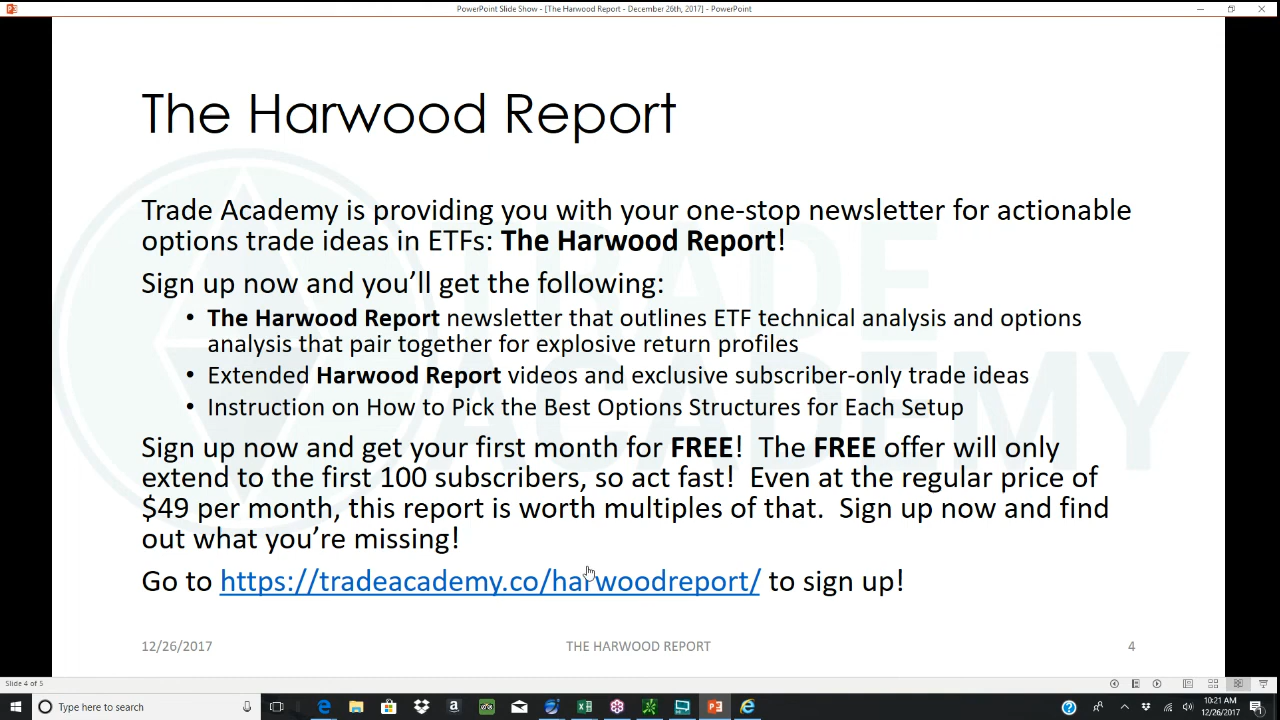 PowerPoint Slide Show - [The Harwood Report - December 26th, 2017] - PowerPoint
The Harwood Report
Trade Academy is providing you with your one-stop newsletter for actionable
options trade ideas in ETFs: The Harwood Report!
Sign up now and you'll get the following:
• The Harwood Report newsletter that outlines ETF technical analysis and options
analysis that pair together for explosive return profiles
• Extended Harwood Report videos and exclusive subscriber-only trade ideas
• Instruction on How to Pick the Best Options Structures for Each Setup
Sign up now and get your first month for FREE! The FREE offer will only
extend to the first 100 subscribers, so act fast! Even at the regular price of
$49 per month, this report is worth multiples of that. Sign up now and find
out what you're missing!
Go to https://tradeacademy.co/harwoodreport/ to sign up!
TRADE
ACADEMY
12/26/2017 THE HARWOOD REPORT 4
Slide 4 of 5
Type here to search
10:21 AM
12/26/2017